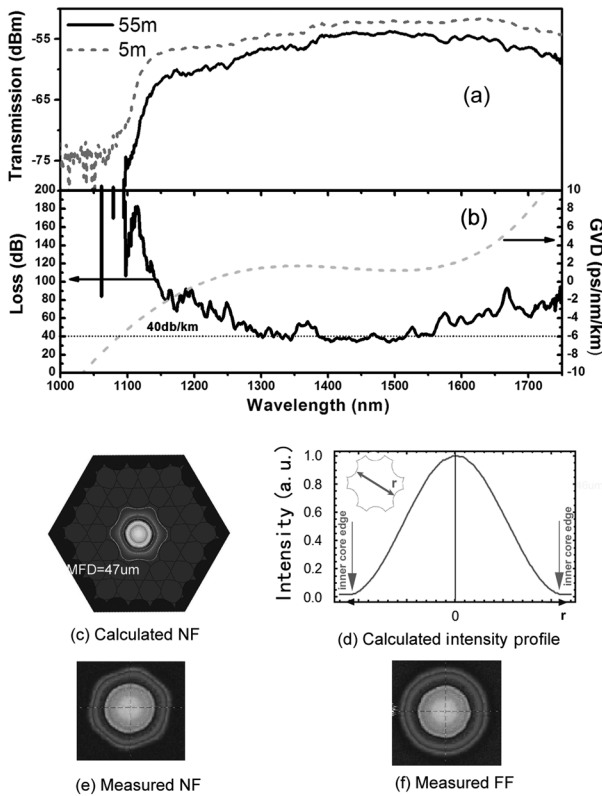 55m
5m
(a)
Transmission (dBm)
-55
-65
-75
(b)
Loss (dB)
200
180
160
140
120
100
80
60
40
20
0
40db/km
GVD (ps/nm/km)
10
8
6
4
2
0
-2
-4
-6
-8
-10
1000 1100 1200 1300 1400 1500 1600 1700
Wavelength (nm)
MFD=47um
(c) Calculated NF
Intensity (a. u.)
1.0
0.8
0.6
0.4
0.2
0.0
r
inner core edge
inner core edge
0
r
(d) Calculated intensity profile
(e) Measured NF
(f) Measured FF